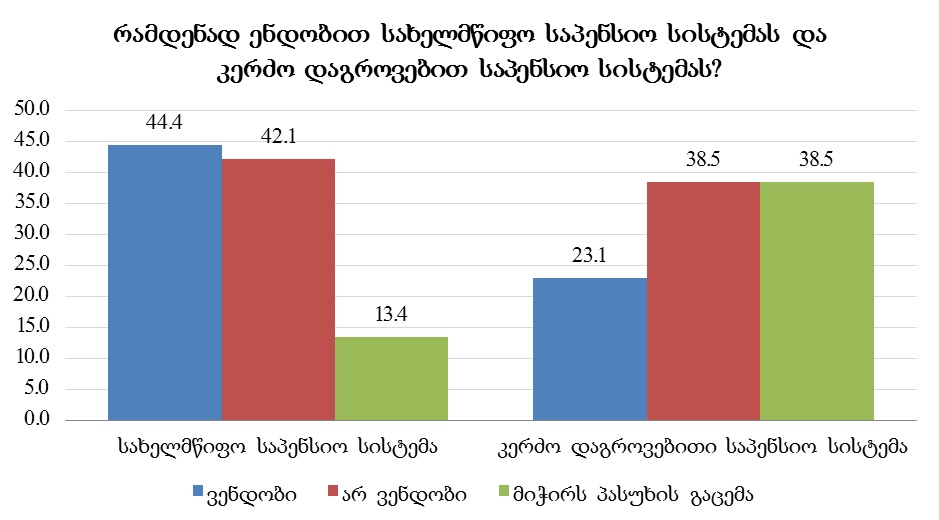 რამდენად ენდობით სახელმწიფო საპენსიო სისტემას და
კერძო დაგროვებით საპენსიო სისტემას?
50.0
45.0
40.0
35.0
30.0
25.0
20.0
15.0
10.0
5.0
0.0
44.4
42.1
13.4
23.1
38.5
38.5
სახელმწიფო საპენსიო სისტემა
კერძო დაგროვებითი საპენსიო სისტემა
ვენდობი
არ ვენდობი
მიჭირს პასუხის გაცემა